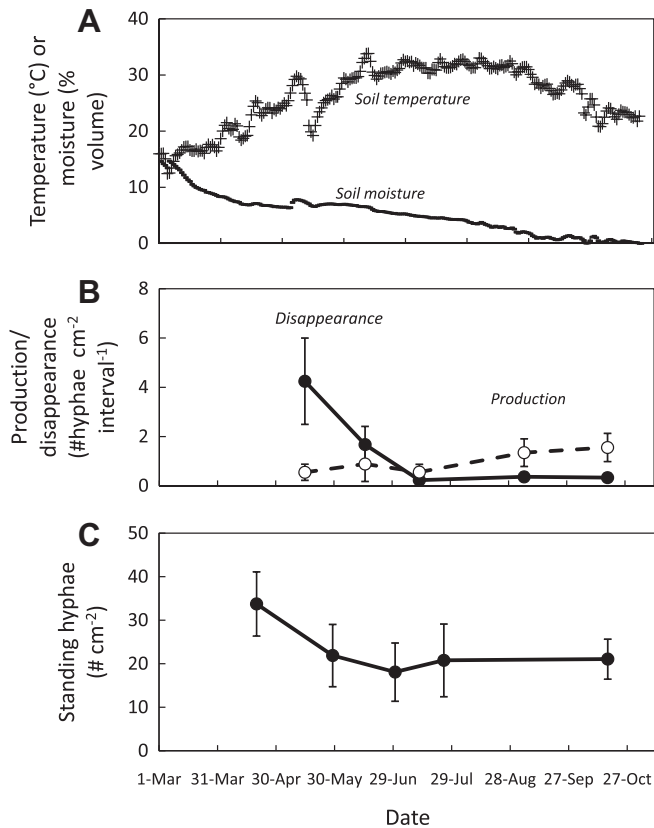 A
Temperature (°C) or
moisture (%
volume)
40
30
20
10
0
Soil temperature
Soil moisture
B
Production/
disappearance
(#hyphae cm-2
interval-1)
8
6
4
2
0
Disappearance
Production
C
Standing hyphae
(# cm-2)
50
40
30
20
10
0
1-Mar 31-Mar 30-Apr 30-May 29-Jun 29-Jul 28-Aug 27-Sep 27-Oct
Date